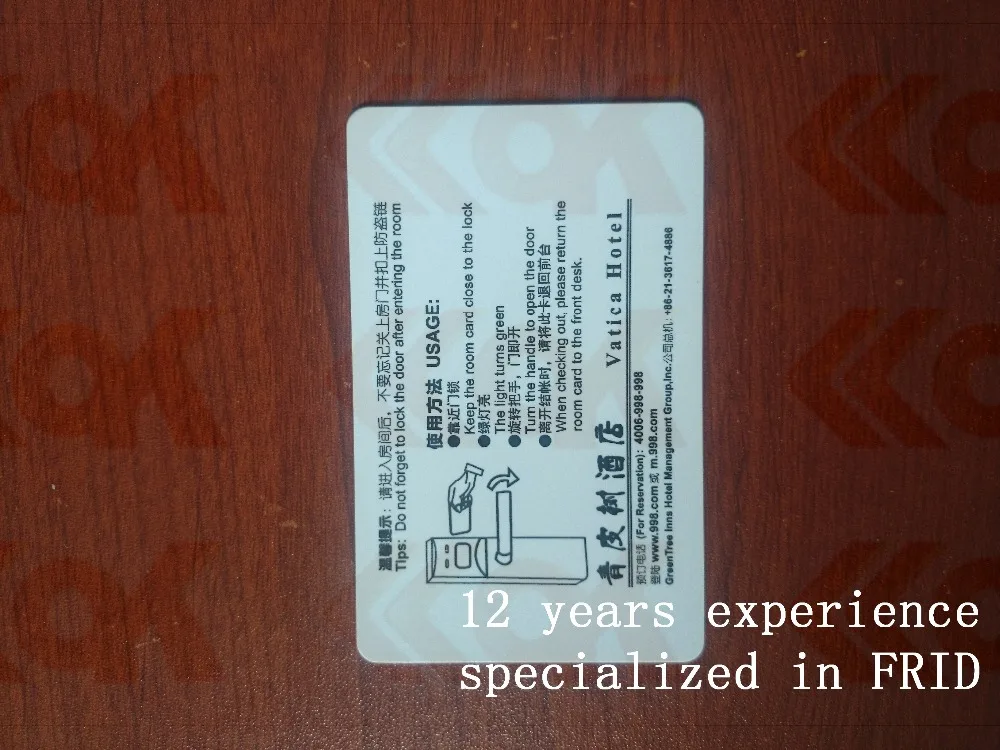 温馨提示：请进入房间后，不要忘记关上房门并扣上防盗链
Tips: Do not forget to lock the door after entering the room
使用方法 USAGE:
●靠近门锁
Keep the room card close to the lock
●绿灯亮
The light turns green
●旋转把手，门即开
Turn the handle to open the door
●离开结帐时，请将此卡退回前台
When checking out, please return the
room card to the front desk.
青皮树酒店 Vatica Hotel
预订电话 (For Reservation): 4006-998-998
登陆 www.998.com 或 m.998.com
GreenTree Inns Hotel Management Group,Inc.公司总机: +86-21-3617-4886
12 years experience
specialized in FRID